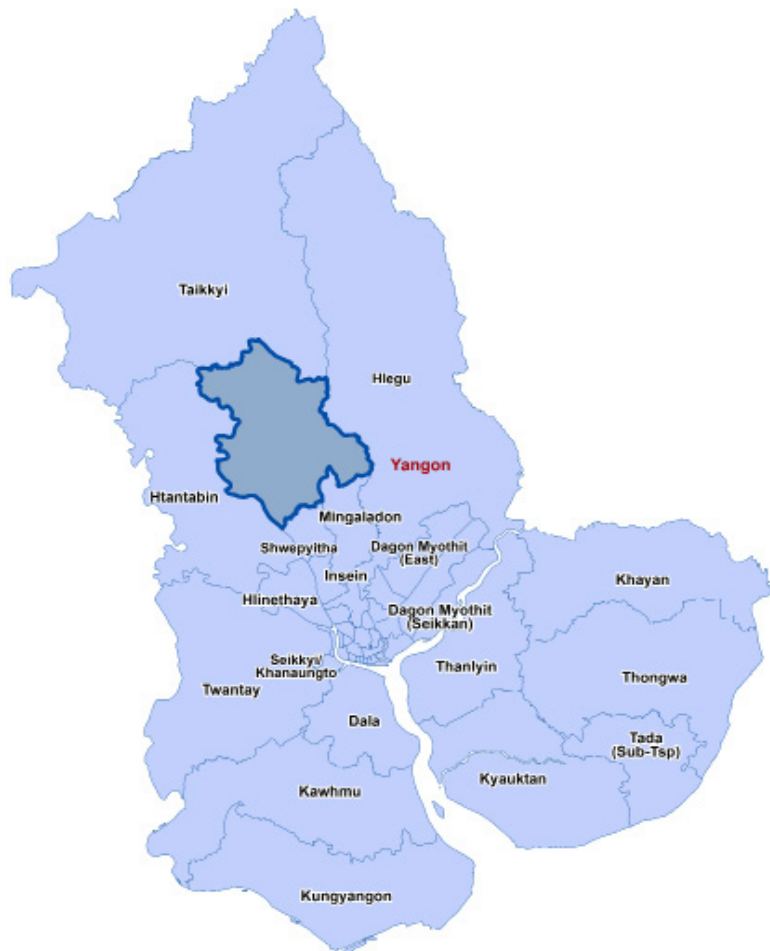 Taikkyi
Hlegu
Yangon
Htantabin
Mingaladon
Shwepyitha
Dagon Myothit
(East)
Insein
Khayan
Hlinethaya
Dagon Myothit
(Seikkan)
Seikkyi/
Khanaungto
Thanlyin
Twantay
Thongwa
Dala
Tada
(Sub-Tsp)
Kyauktan
Kawhmu
Kungyangon